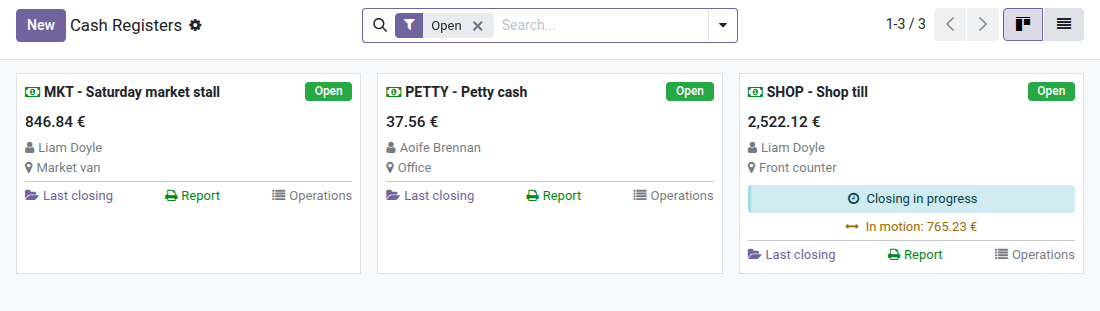 New Cash Registers Open Search... 1-3 / 3
MKT - Saturday market stall Open
846.84 €
Liam Doyle
Market van
Last closing Report Operations
PETTY - Petty cash Open
37.56 €
Aoife Brennan
Office
Last closing Report Operations
SHOP - Shop till Open
2,522.12 €
Liam Doyle
Front counter
Closing in progress
In motion: 765.23 €
Last closing Report Operations